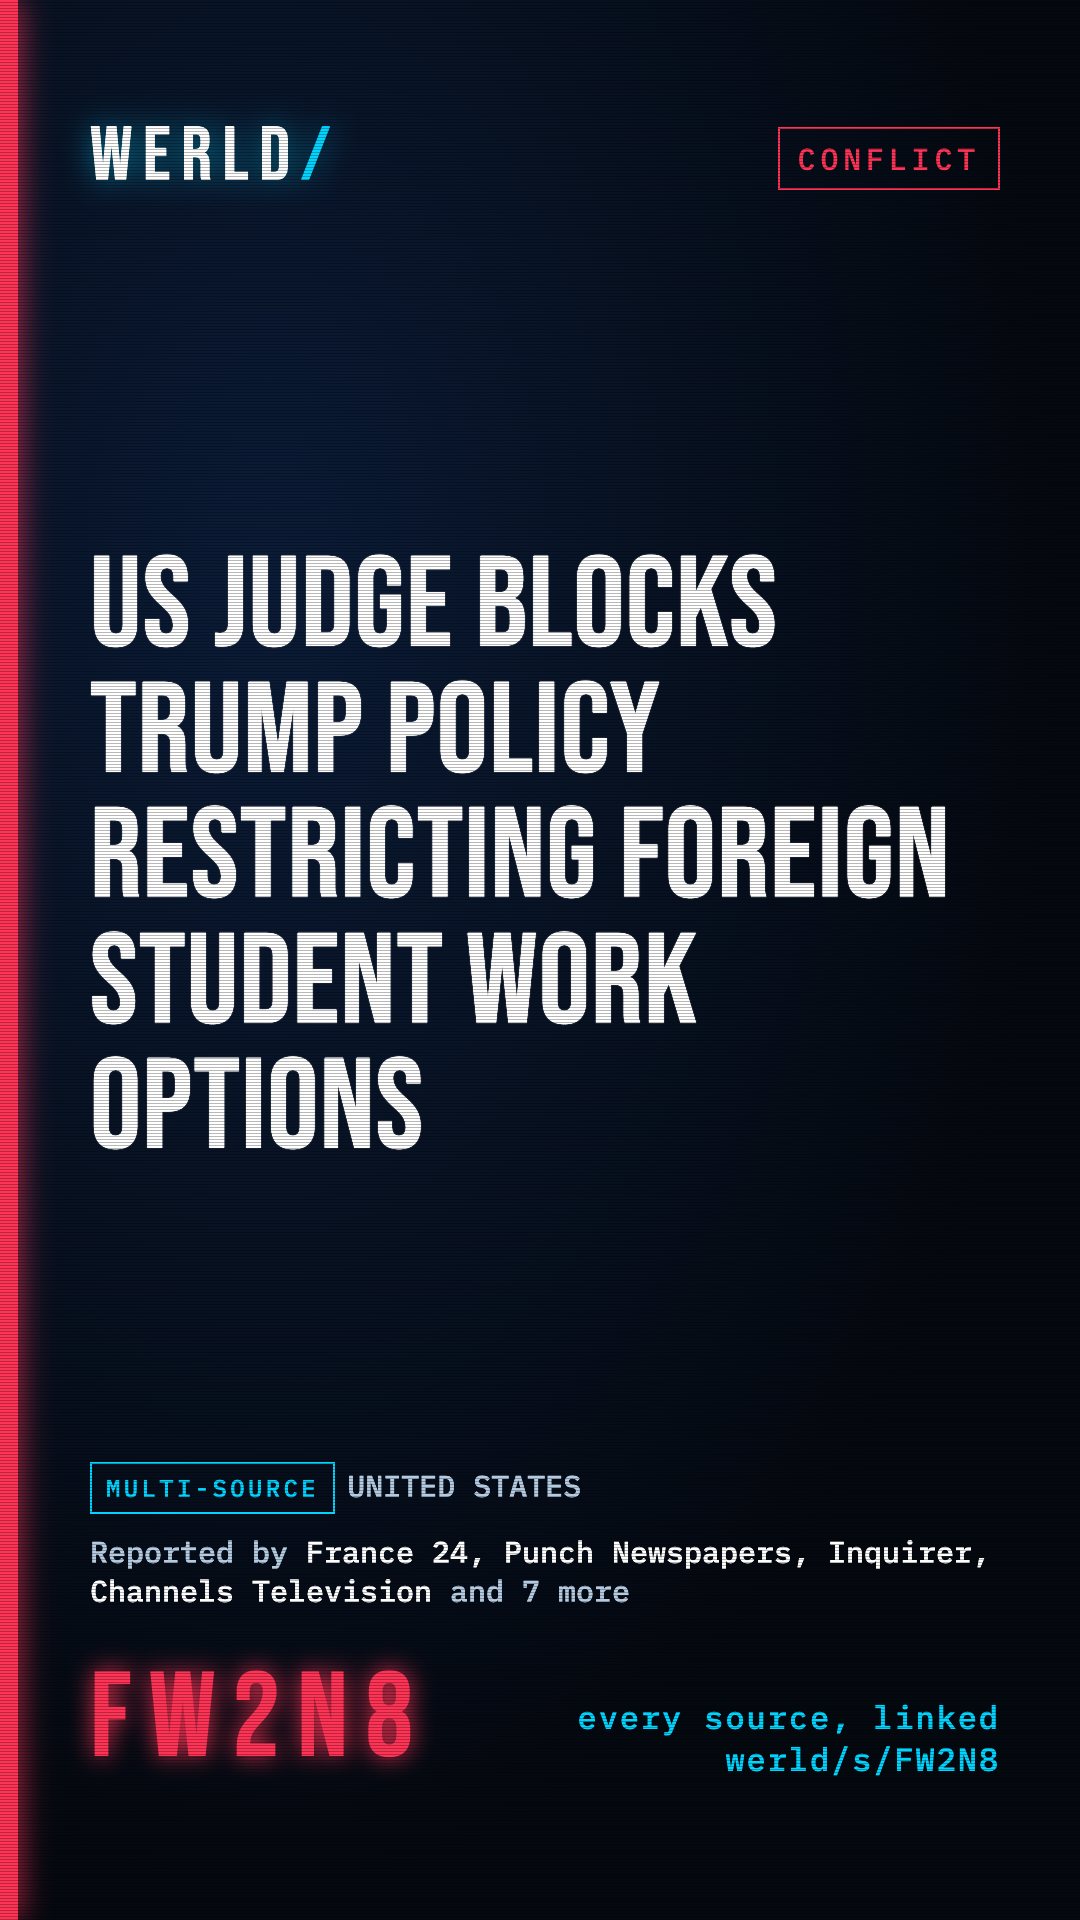 WERLD/
CONFLICT
US JUDGE BLOCKS
TRUMP POLICY
RESTRICTING FOREIGN
STUDENT WORK
OPTIONS
MULTI-SOURCE UNITED STATES
Reported by France 24, Punch Newspapers, Inquirer,
Channels Television and 7 more
FW2N8
every source, linked
werld/s/FW2N8